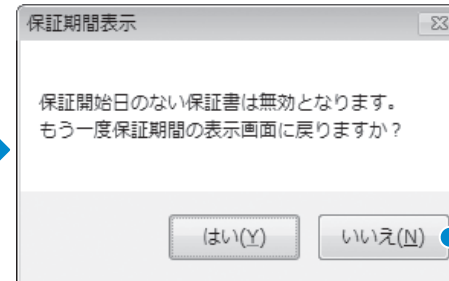 保証期間表示
保証開始日のない保証書は無効となります。
もう一度保証期間の表示画面に戻りますか？
はい(Y)
いいえ(N)